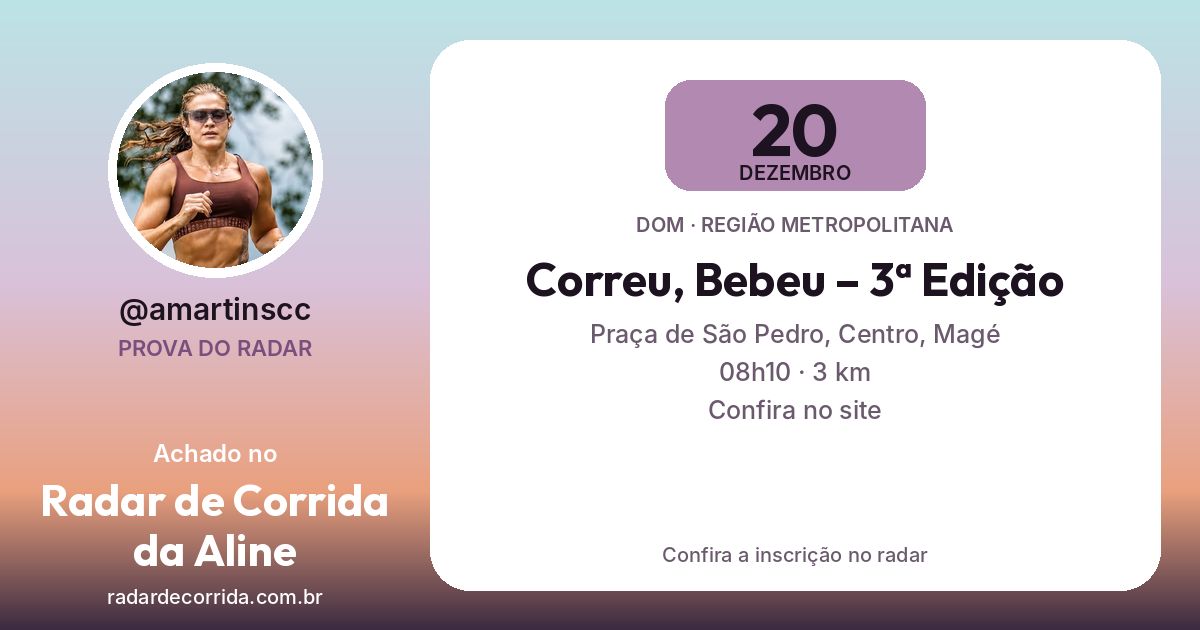 @amartinscc
PROVA DO RADAR
Achado no
Radar de Corrida
da Aline
radardecorrida.com.br
20
DEZEMBRO
DOM · REGIÃO METROPOLITANA
Correu, Bebeu – 3ª Edição
Praça de São Pedro, Centro, Magé
08h10 · 3 km
Confira no site
Confira a inscrição no radar